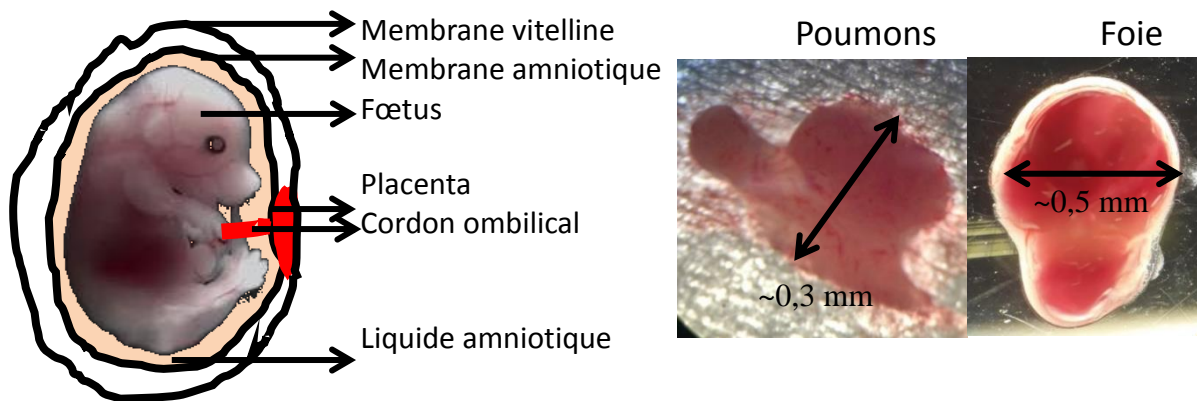 Membrane vitelline
Membrane amniotique
Fœtus
Placenta
Cordon ombilical
Liquide amniotique
Poumons
Foie
~0,3 mm
~0,5 mm